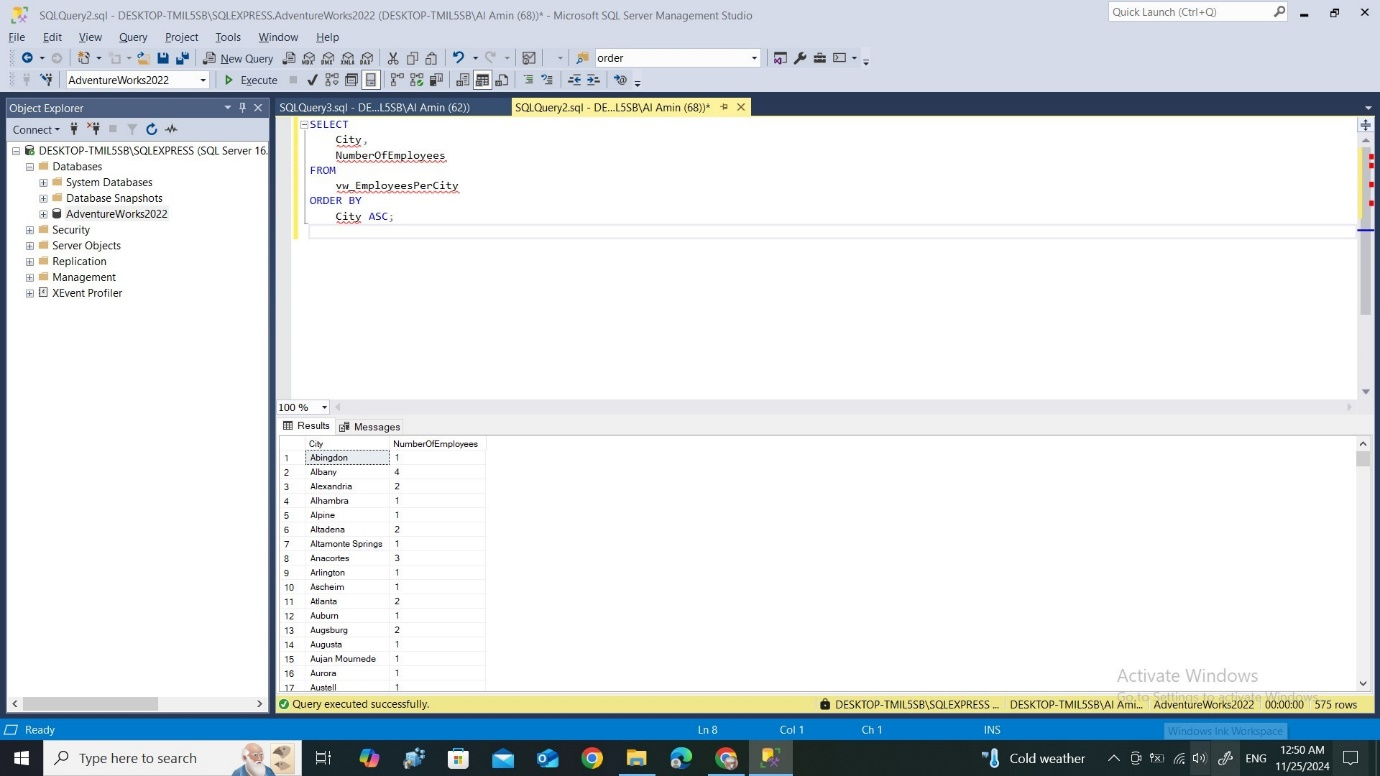 SQLQuery2.sql - DESKTOP-TMIL5SB\SQLEXPRESS.AdventureWorks2022 (DESKTOP-TMIL5SB\Al Amin (68))* - Microsoft SQL Server Management Studio
Quick Launch (Ctrl+Q)
File Edit View Query Project Tools Window Help
New Query
order
AdventureWorks2022
Execute
Object Explorer
SQLQuery3.sql - DE...L5SB\Al Amin (62))
SQLQuery2.sql - DE...L5SB\Al Amin (68))*
Connect
DESKTOP-TMIL5SB\SQLEXPRESS (SQL Server 16.
Databases
System Databases
Database Snapshots
AdventureWorks2022
Security
Server Objects
Replication
Management
XEvent Profiler
SELECT
City,
NumberOfEmployees
FROM
vw_EmployeesPerCity
ORDER BY
City ASC;
100 %
Results Messages
City NumberOfEmployees
1 Abingdon 1
2 Albany 4
3 Alexandria 2
4 Alhambra 1
5 Alpine 1
6 Altadena 2
7 Altamonte Springs 1
8 Anacortes 3
9 Arlington 1
10 Ascheim 1
11 Atlanta 2
12 Auburn 1
13 Augsburg 2
14 Augusta 1
15 Aujan Mournede 1
16 Aurora 1
17 Austell 1
Activate Windows
Go to Settings to activate Windows.
Query executed successfully.
DESKTOP-TMIL5SB\SQLEXPRESS ... DESKTOP-TMIL5SB\Al Ami... AdventureWorks2022 00:00:00 575 rows
Ready
Ln 8 Col 1 Ch 1 INS
Windows Ink Workspace
Type here to search
Cold weather
ENG
12:50 AM
11/25/2024